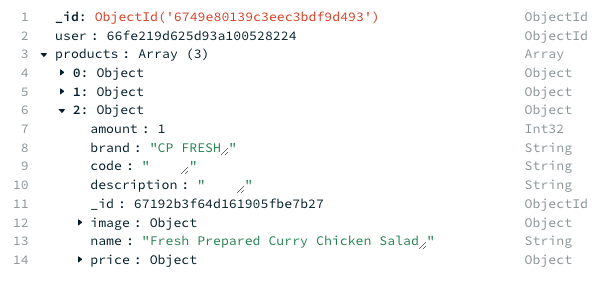 1 _id: ObjectId('6749e80139c3eec3bdf9d493') ObjectId
2 user : 66fe219d625d93a100528224 ObjectId
3 products : Array (3) Array
4 0: Object Object
5 1: Object Object
6 2: Object Object
7 amount : 1 Int32
8 brand : "CP FRESH" String
9 code : " " String
10 description : " " String
11 _id : 67192b3f64d161905fbe7b27 ObjectId
12 image : Object Object
13 name : "Fresh Prepared Curry Chicken Salad" String
14 price : Object Object